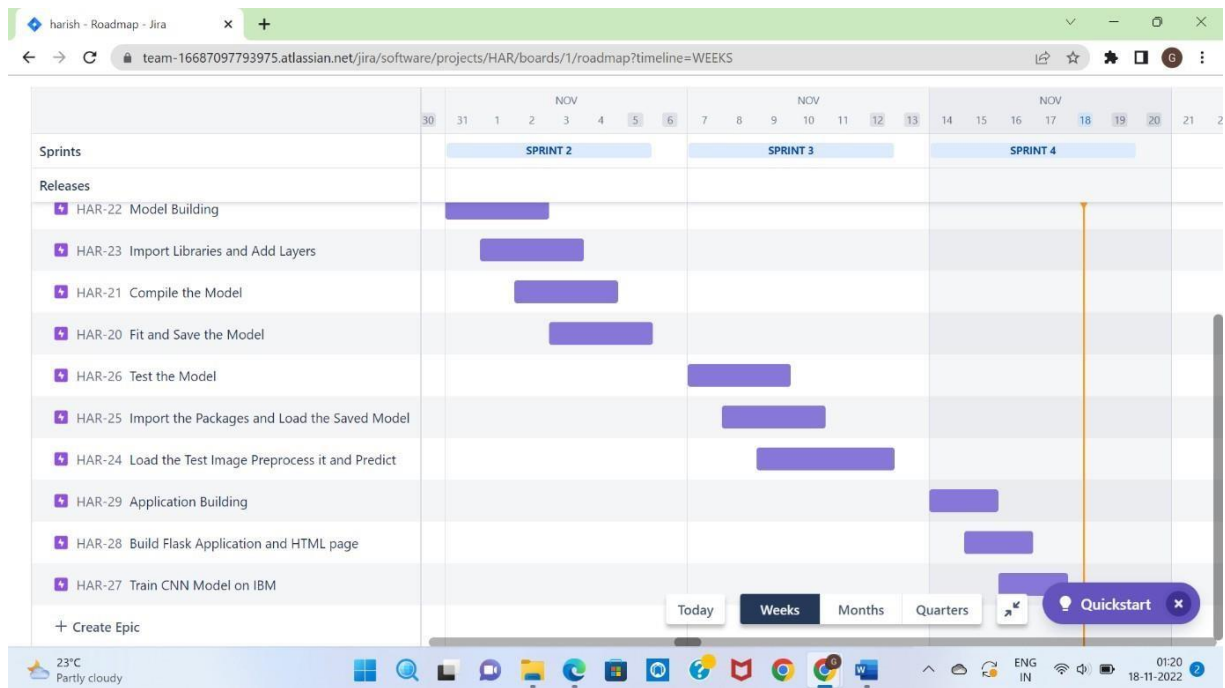 harish - Roadmap - Jira
team-16687097793975.atlassian.net/jira/software/projects/HAR/boards/1/roadmap?timeline=WEEKS
G
NOV NOV NOV
30 31 1 2 3 4 5 6 7 8 9 10 11 12 13 14 15 16 17 18 19 20 21
Sprints SPRINT 2 SPRINT 3 SPRINT 4
Releases
HAR-22 Model Building
HAR-23 Import Libraries and Add Layers
HAR-21 Compile the Model
HAR-20 Fit and Save the Model
HAR-26 Test the Model
HAR-25 Import the Packages and Load the Saved Model
HAR-24 Load the Test Image Preprocess it and Predict
HAR-29 Application Building
HAR-28 Build Flask Application and HTML page
HAR-27 Train CNN Model on IBM
Today Weeks Months Quarters Quickstart
+ Create Epic
23°C ENG 01:20
Partly cloudy IN 18-11-2022 2